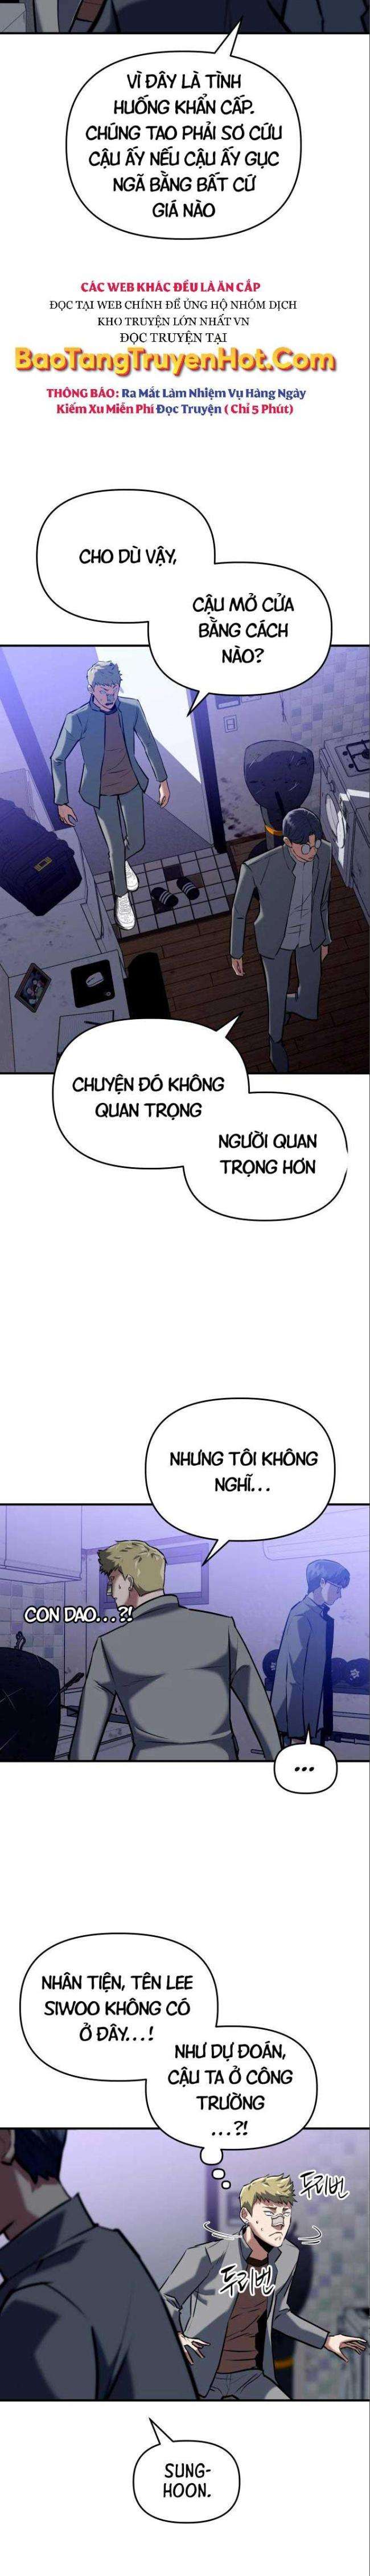 VÌ ĐÂY LÀ TÌNH
HUỐNG KHẨN CẤP.
CHÚNG TAO PHẢI SƠ CỨU
CẬU ẤY NẾU CẬU ẤY GỤC
NGÃ BẰNG BẤT CỨ
GIÁ NÀO
CÁC WEB KHÁC ĐỀU LÀ ĂN CẮP
ĐỌC TẠI WEB CHÍNH ĐỂ ỦNG HỘ NHÓM DỊCH
KHO TRUYỆN LỚN NHẤT VN
ĐỌC TRUYỆN TẠI
BaoTangTruyenHot.Com
THÔNG BÁO: Ra Mắt Làm Nhiệm Vụ Hàng Ngày
Kiếm Xu Miễn Phí Đọc Truyện ( Chỉ 5 Phút)
CHO DÙ VẬY,
CẬU MỞ CỬA
BẰNG CÁCH
NÀO?
CHUYỆN ĐÓ KHÔNG
QUAN TRỌNG
NGƯỜI QUAN
TRỌNG HƠN
NHƯNG TÔI KHÔNG
NGHĨ...
CON DAO...?!
...
NHÂN TIỆN, TÊN LEE
SIWOO KHÔNG CÓ
Ở ĐÂY...!
NHƯ DỰ ĐOÁN,
CẬU TA Ở CÔNG
TRƯỜNG
...?!
두리번
두리번
SUNG-
HOON.